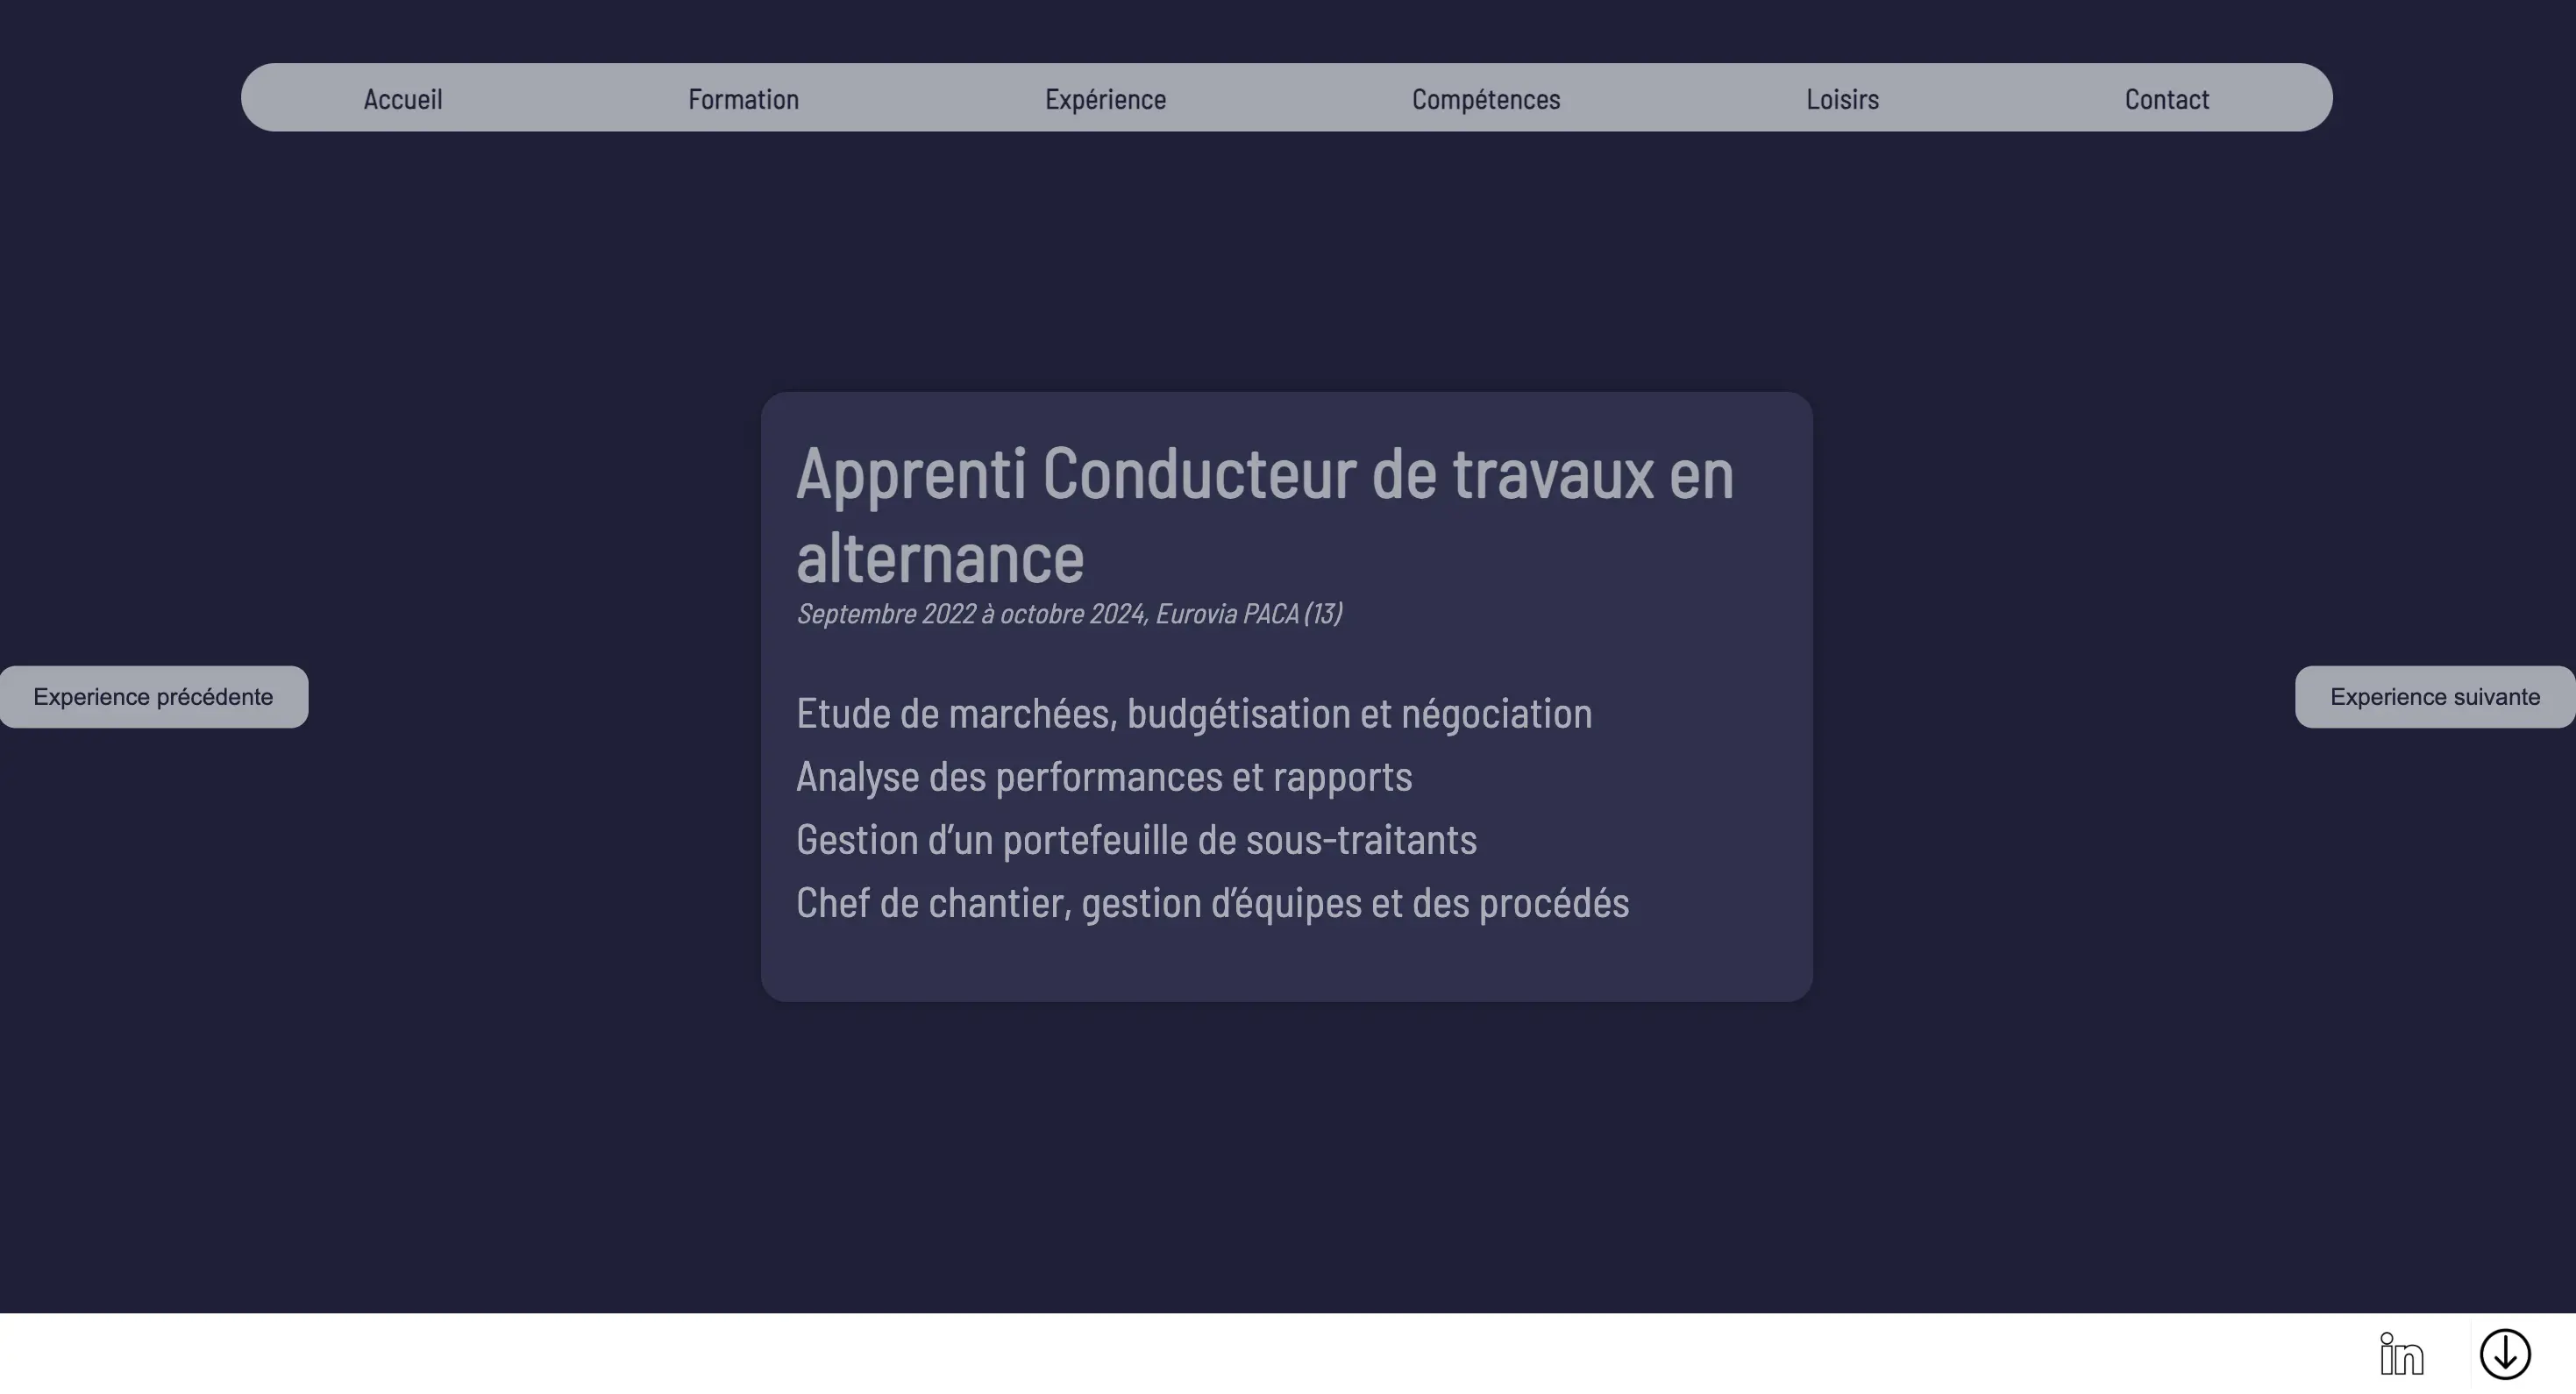 Accueil
Formation
Expérience
Compétences
Loisirs
Contact
Apprenti Conducteur de travaux en
alternance
Septembre 2022 à octobre 2024, Eurovia PACA (13)
Experience précédente
Experience suivante
Etude de marchées, budgétisation et négociation
Analyse des performances et rapports
Gestion d’un portefeuille de sous-traitants
Chef de chantier, gestion d’équipes et des procédés
in